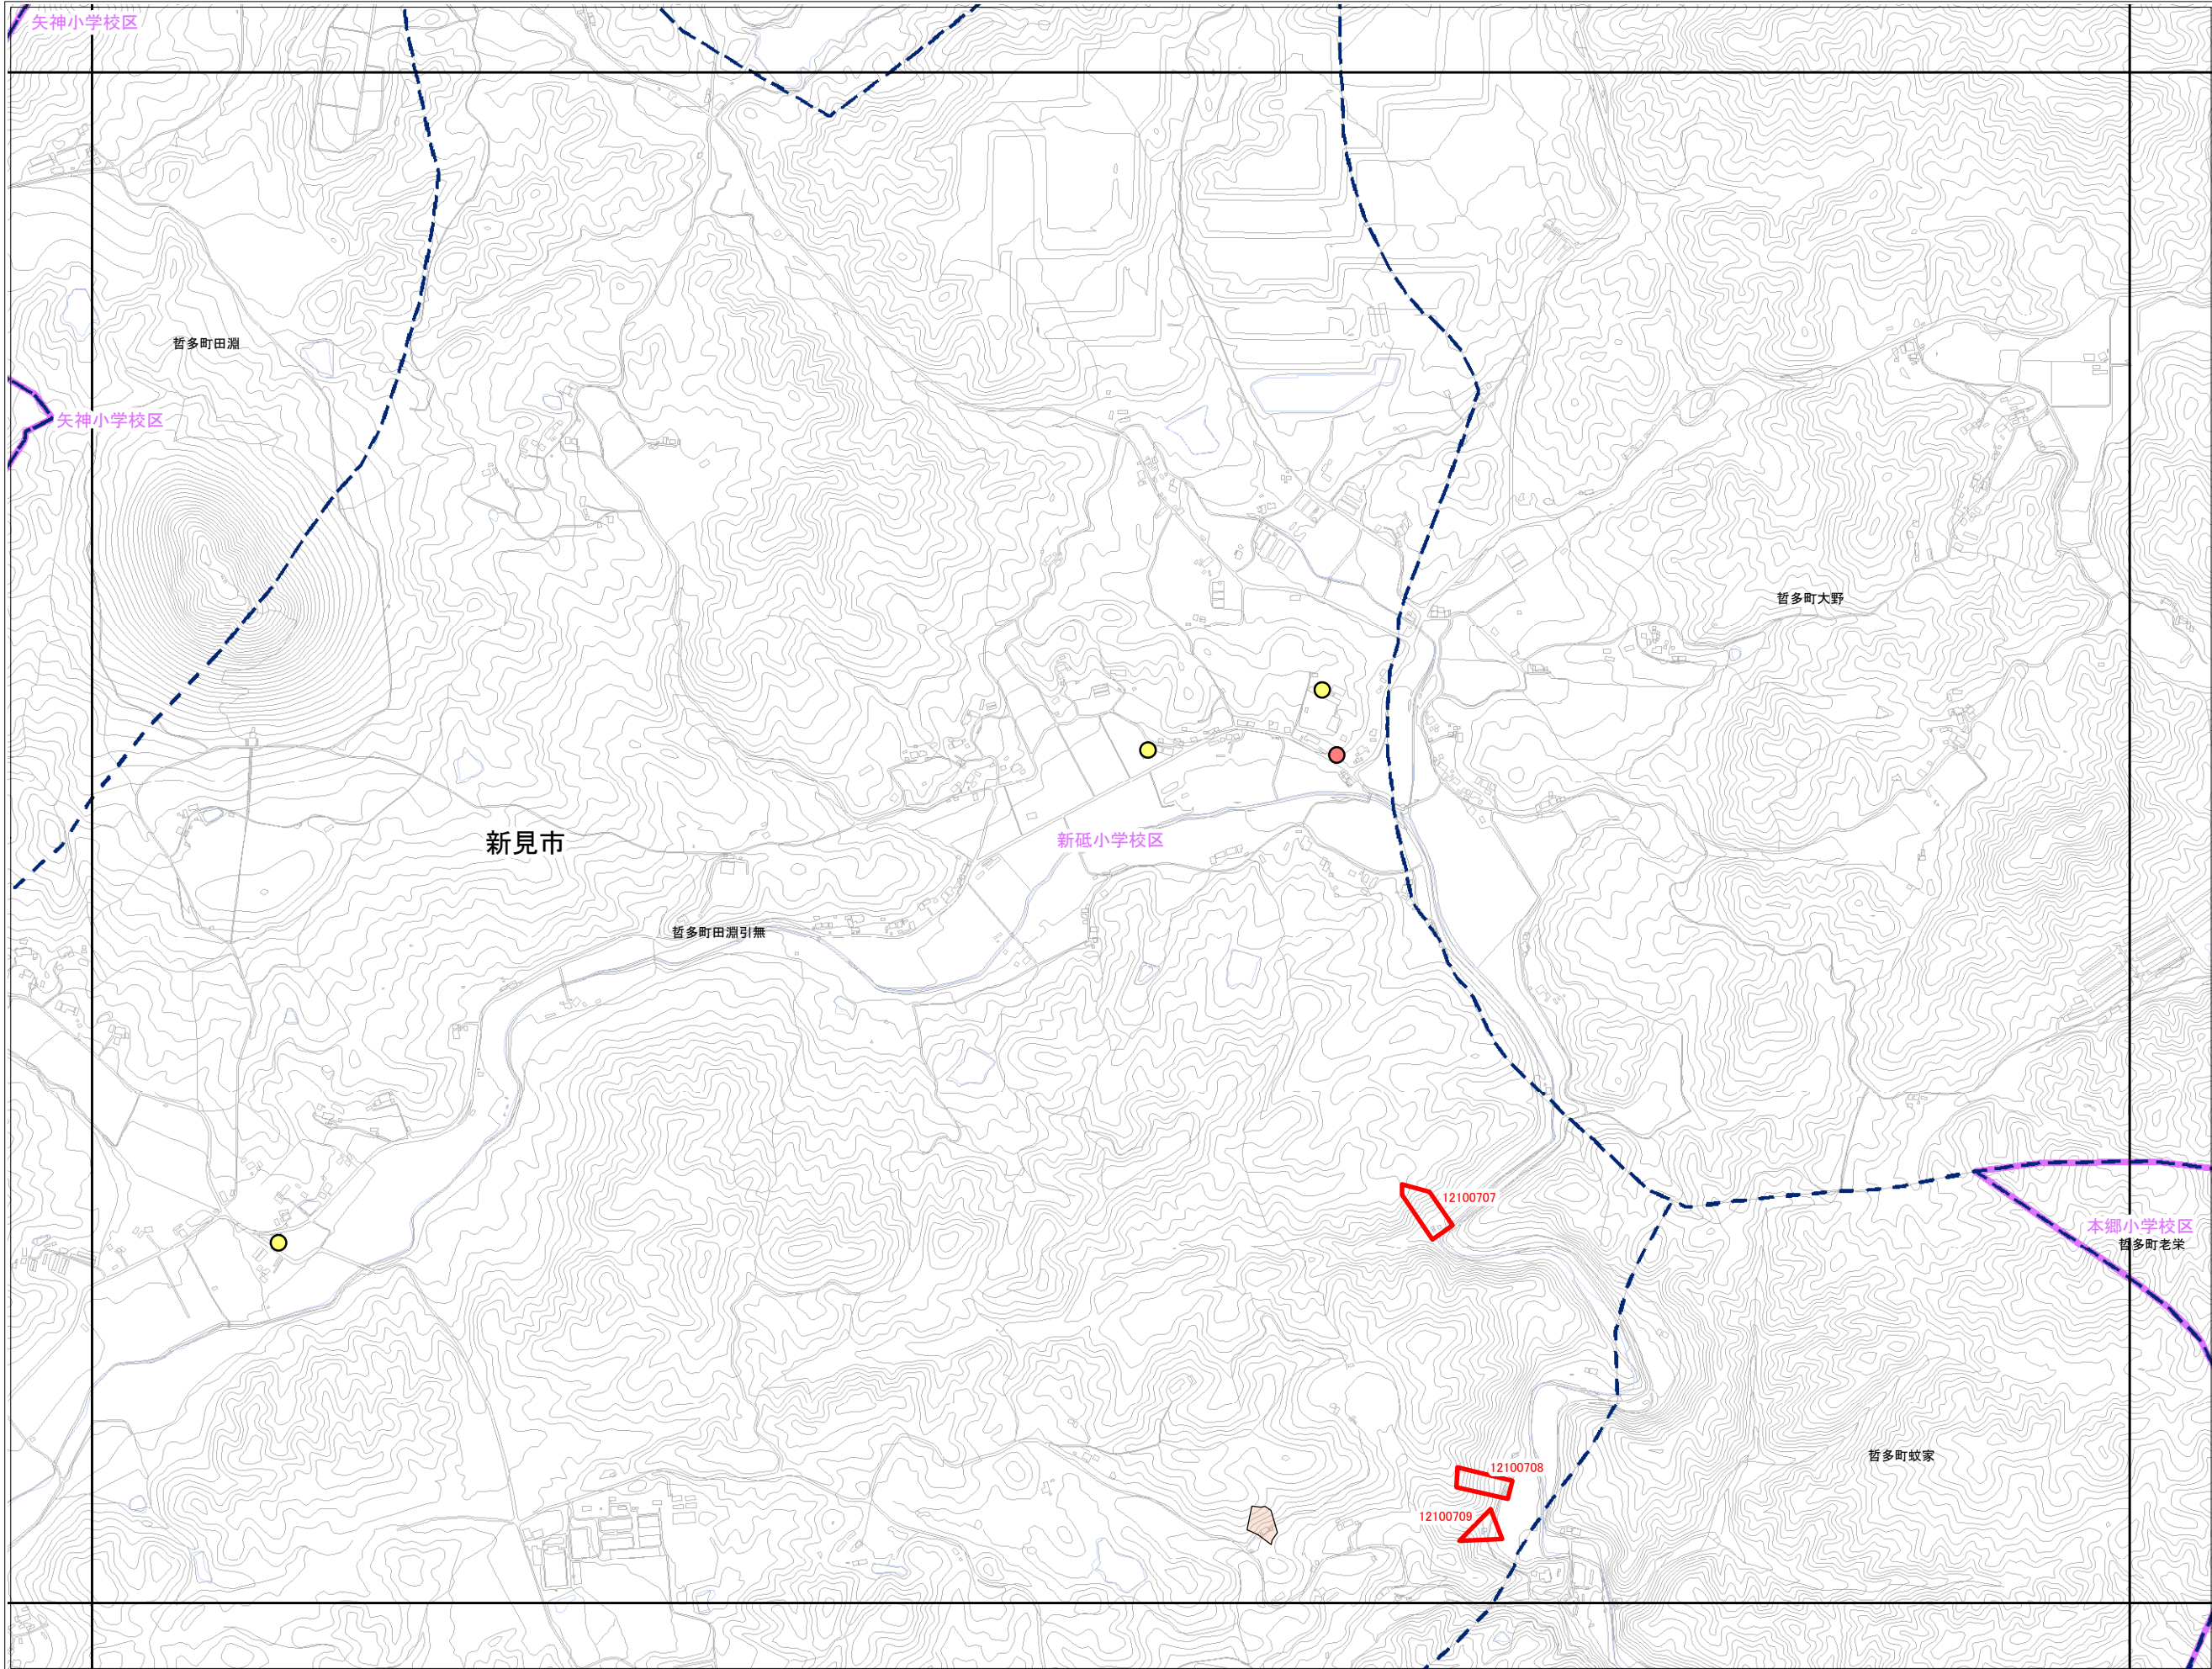 矢神小学校区
哲多町田淵
矢神小学校区
哲多町大野
新見市
新砥小学校区
哲多町田淵引無
12100707
本郷小学校区
哲多町老栄
哲多町蚊家
12100708
12100709